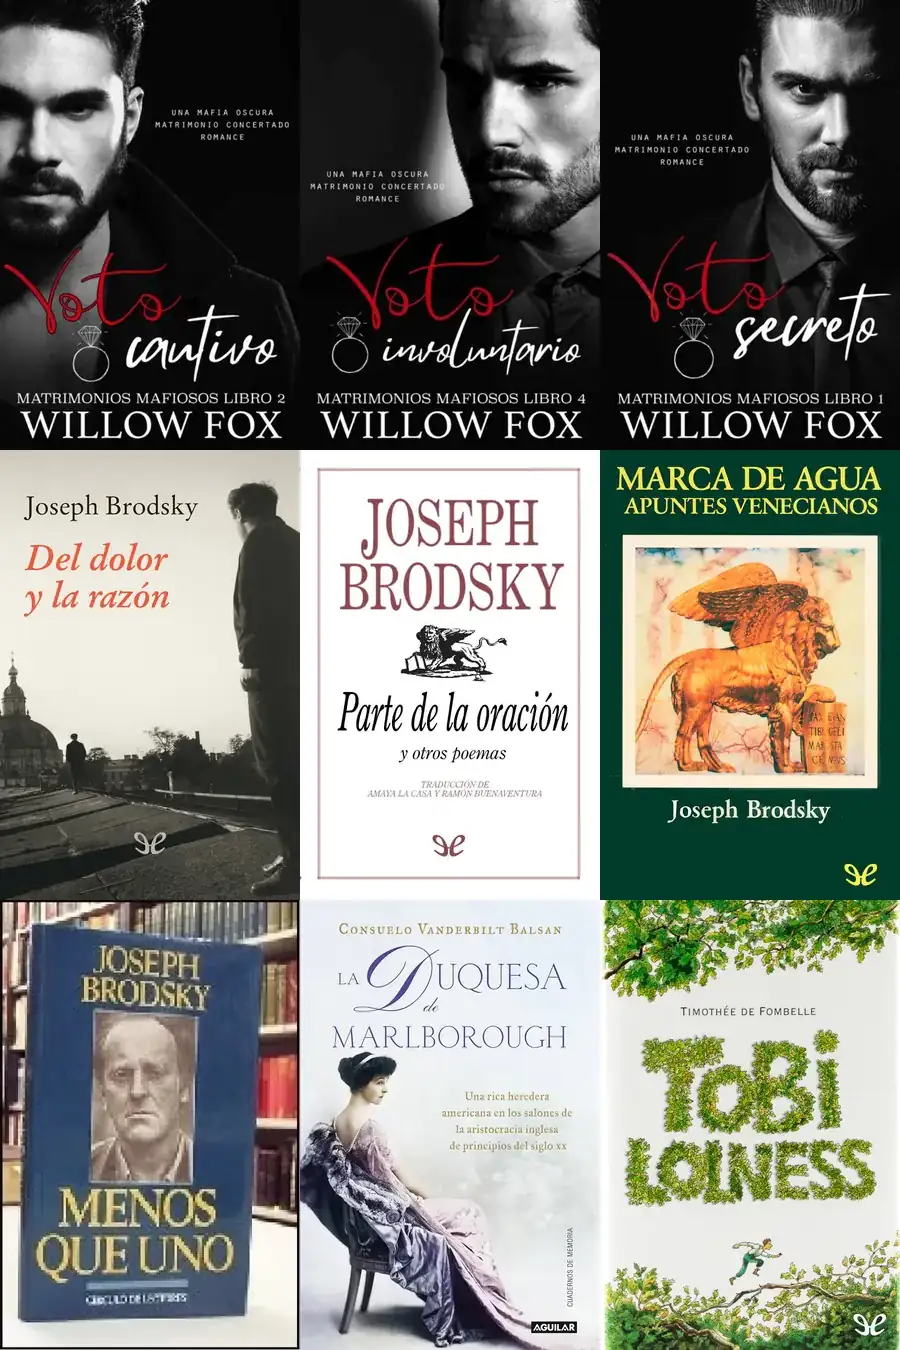 UNA MAFIA OSCURA
MATRIMONIO CONCERTADO
ROMANCE
Voto
cautivo
MATRIMONIOS MAFIOSOS LIBRO 2
WILLOW FOX
UNA MAFIA OSCURA
MATRIMONIO CONCERTADO
ROMANCE
Voto
involuntario
MATRIMONIOS MAFIOSOS LIBRO 4
WILLOW FOX
UNA MAFIA OSCURA
MATRIMONIO CONCERTADO
ROMANCE
Voto
secreto
MATRIMONIOS MAFIOSOS LIBRO 1
WILLOW FOX
Joseph Brodsky
Del dolor
y la razón
JOSEPH
BRODSKY
Parte de la oración
y otros poemas
TRADUCCIÓN DE
AMAYA LA CASA Y RAMÓN BUENAVENTURA
MARCA DE AGUA
APUNTES VENECIANOS
Joseph Brodsky
JOSEPH
BRODSKY
MENOS
QUE UNO
CÍRCULO DE LECTORES
CONSUELO VANDERBILT BALSAN
LA DUQUESA
de
MARLBOROUGH
Una rica heredera
americana en los salones de
la aristocracia inglesa
de principios del siglo XX
CUADERNOS DE MEMORIA
AGUILAR
TIMOTHÉE DE FOMBELLE
TOBI
LOLNESS